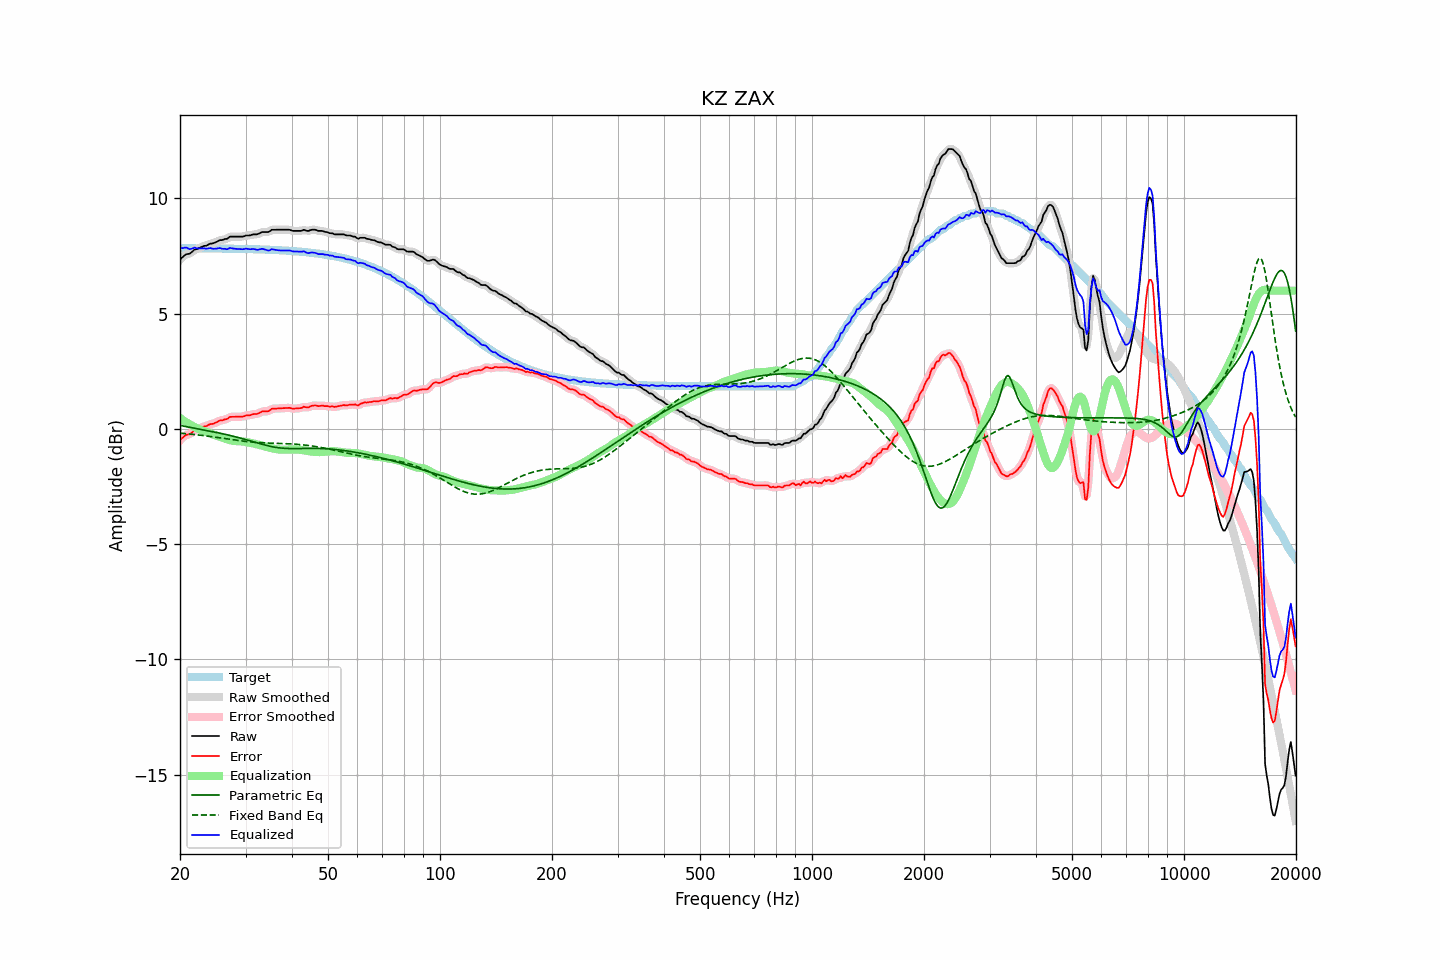 KZ ZAX
Amplitude (dBr)
10
5
0
−5
−10
−15
Target
Raw Smoothed
Error Smoothed
Raw
Error
Equalization
Parametric Eq
Fixed Band Eq
Equalized
20 50 100 200 500 1000 2000 5000 10000 20000
Frequency (Hz)